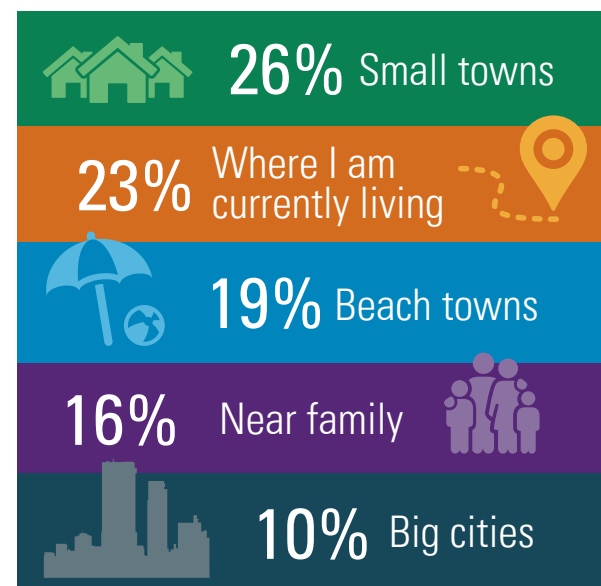 26% Small towns
23% Where I am
currently living
19% Beach towns
16% Near family
10% Big cities